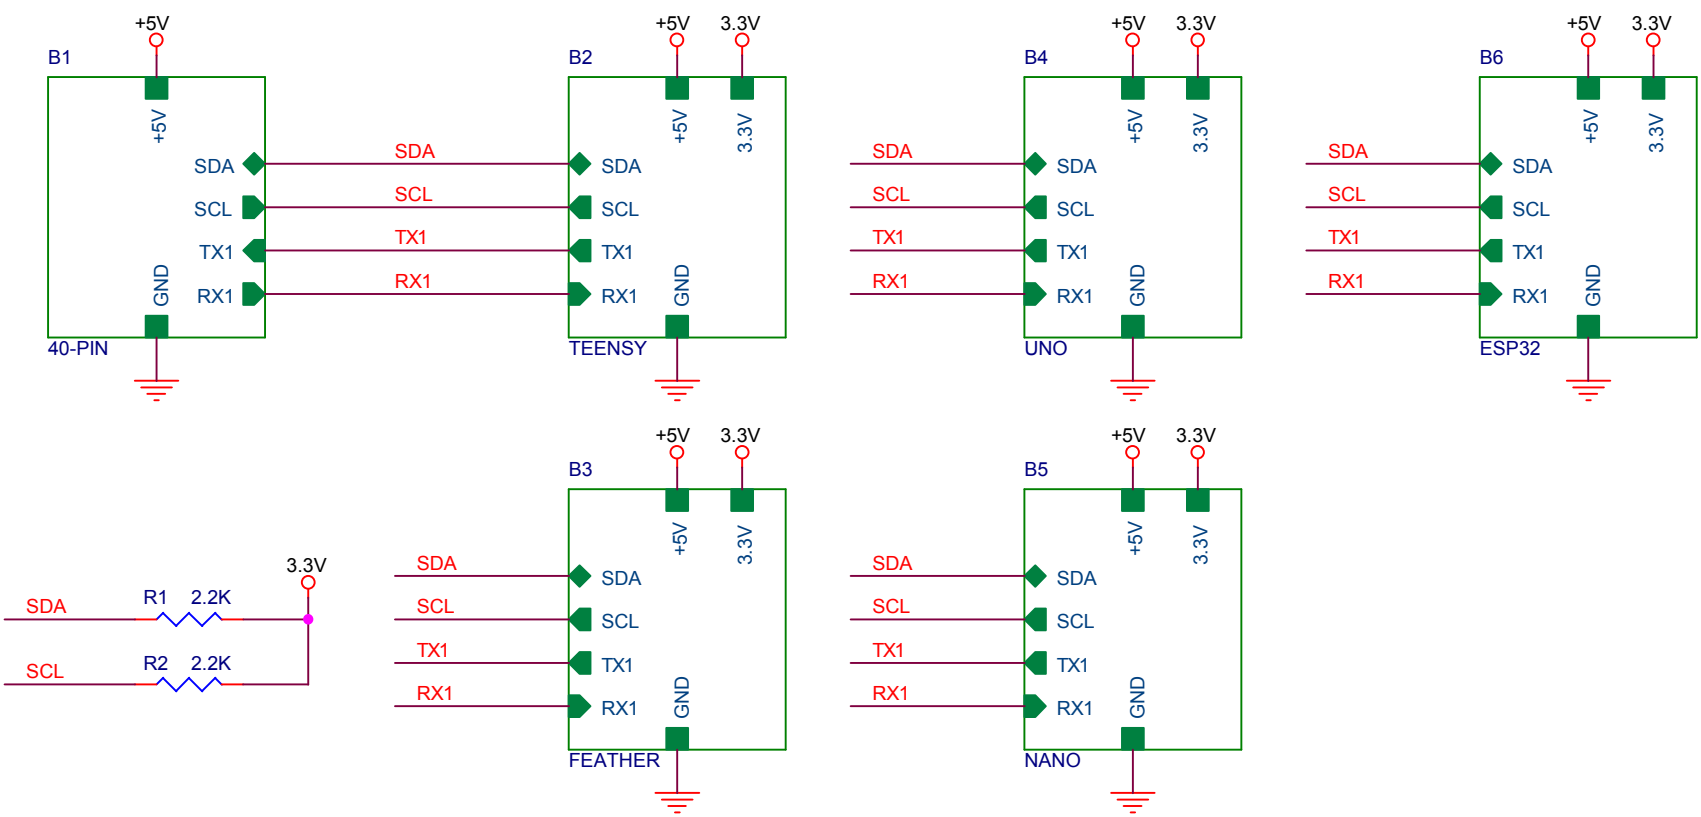 B1
+5V
+5V
SDA
SCL
TX1
RX1
GND
40-PIN
SDA
SCL
TX1
RX1
B2
+5V
3.3V
+5V
3.3V
SDA
SCL
TX1
RX1
GND
TEENSY
SDA
SCL
TX1
RX1
B4
+5V
3.3V
+5V
3.3V
SDA
SCL
TX1
RX1
GND
UNO
SDA
SCL
TX1
RX1
B6
+5V
3.3V
+5V
3.3V
SDA
SCL
TX1
RX1
GND
ESP32
3.3V
SDA
R1 2.2K
SCL
R2 2.2K
SDA
SCL
TX1
RX1
B3
+5V
3.3V
+5V
3.3V
SDA
SCL
TX1
RX1
GND
FEATHER
SDA
SCL
TX1
RX1
B5
+5V
3.3V
+5V
3.3V
SDA
SCL
TX1
RX1
GND
NANO